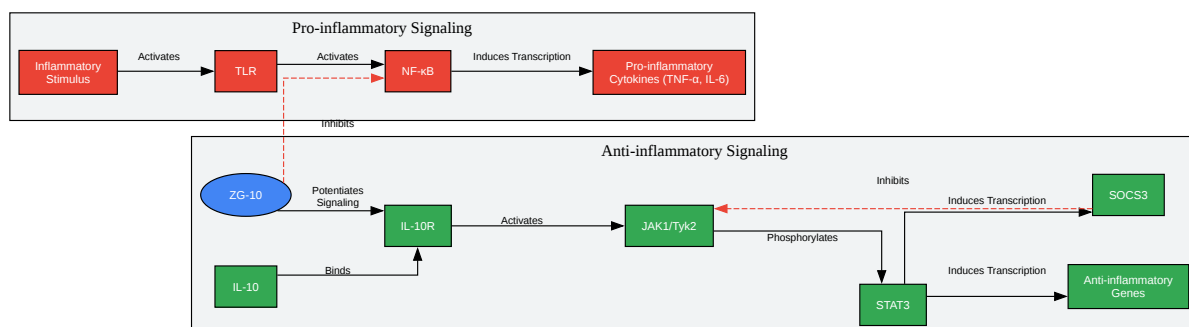 Pro-inflammatory Signaling
Inflammatory
Stimulus
Activates
TLR
Activates
NF-κB
Induces Transcription
Pro-inflammatory
Cytokines (TNF-α, IL-6)
Inhibits
Anti-inflammatory Signaling
ZG-10
Potentiates
Signaling
IL-10R
Activates
JAK1/Tyk2
Inhibits
Induces Transcription
SOCS3
Phosphorylates
IL-10
Binds
STAT3
Induces Transcription
Anti-inflammatory
Genes